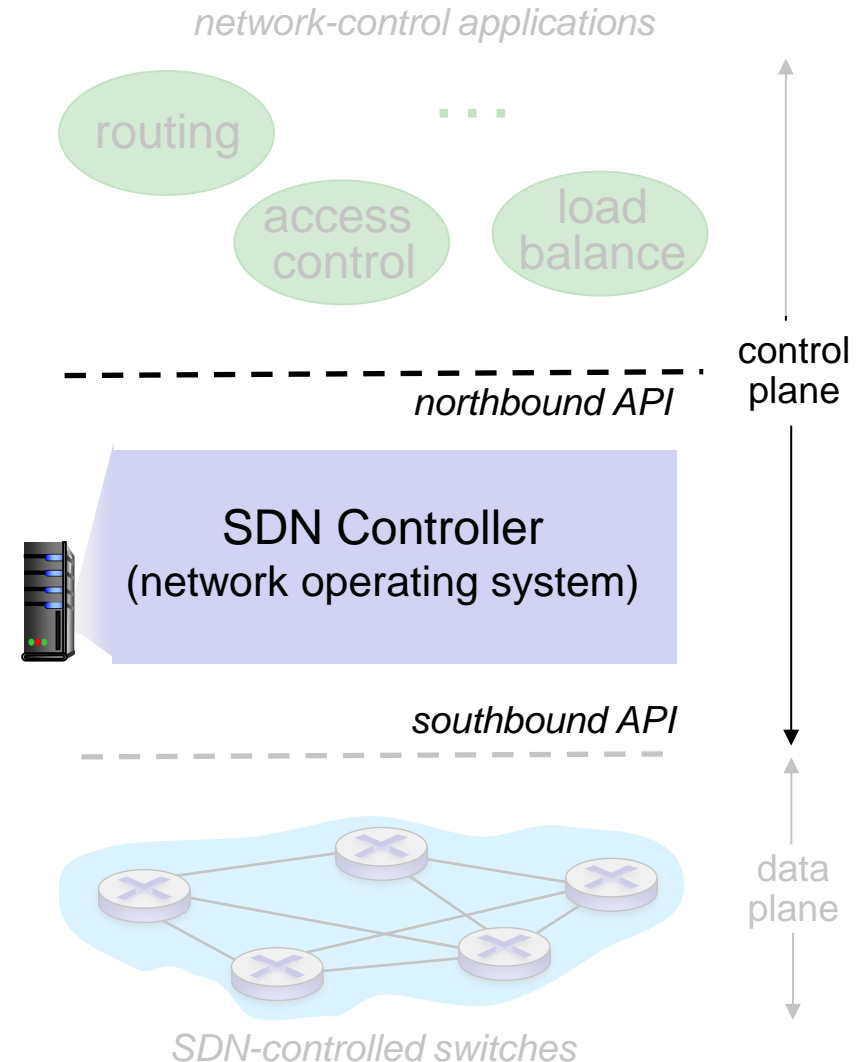 network-control applications
routing
...
access
control
load
balance
control
plane
northbound API
SDN Controller
(network operating system)
southbound API
data
plane
SDN-controlled switches